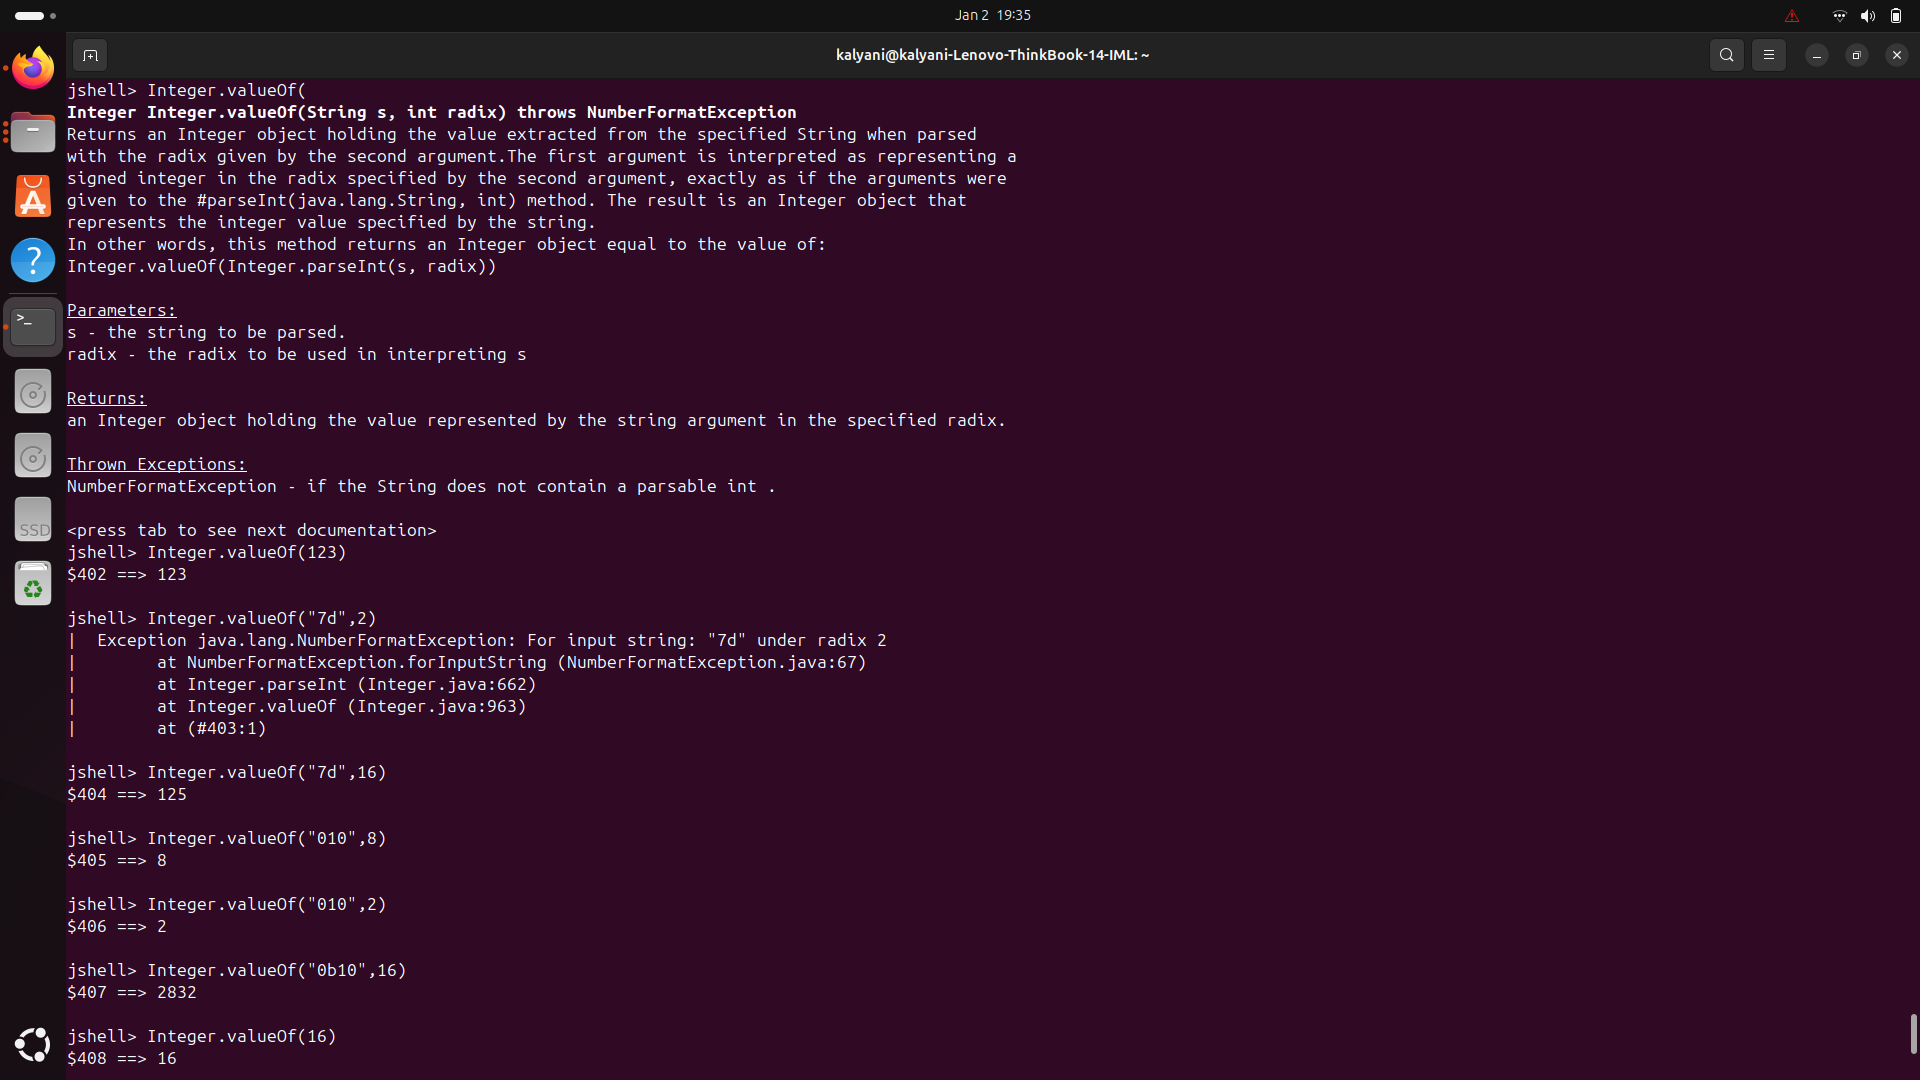 Jan 2 19:35
kalyani@kalyani-Lenovo-ThinkBook-14-IML: ~
jshell> Integer.valueOf(
Integer Integer.valueOf(String s, int radix) throws NumberFormatException
Returns an Integer object holding the value extracted from the specified String when parsed
with the radix given by the second argument.The first argument is interpreted as representing a
signed integer in the radix specified by the second argument, exactly as if the arguments were
given to the #parseInt(java.lang.String, int) method. The result is an Integer object that
represents the integer value specified by the string.
In other words, this method returns an Integer object equal to the value of:
Integer.valueOf(Integer.parseInt(s, radix))
Parameters:
s - the string to be parsed.
radix - the radix to be used in interpreting s
Returns:
an Integer object holding the value represented by the string argument in the specified radix.
Thrown Exceptions:
NumberFormatException - if the String does not contain a parsable int .
<press tab to see next documentation>
jshell> Integer.valueOf(123)
$402 ==> 123
jshell> Integer.valueOf("7d",2)
|  Exception java.lang.NumberFormatException: For input string: "7d" under radix 2
|        at NumberFormatException.forInputString (NumberFormatException.java:67)
|        at Integer.parseInt (Integer.java:662)
|        at Integer.valueOf (Integer.java:963)
|        at (#403:1)
jshell> Integer.valueOf("7d",16)
$404 ==> 125
jshell> Integer.valueOf("010",8)
$405 ==> 8
jshell> Integer.valueOf("010",2)
$406 ==> 2
jshell> Integer.valueOf("0b10",16)
$407 ==> 2832
jshell> Integer.valueOf(16)
$408 ==> 16
>_
SSD